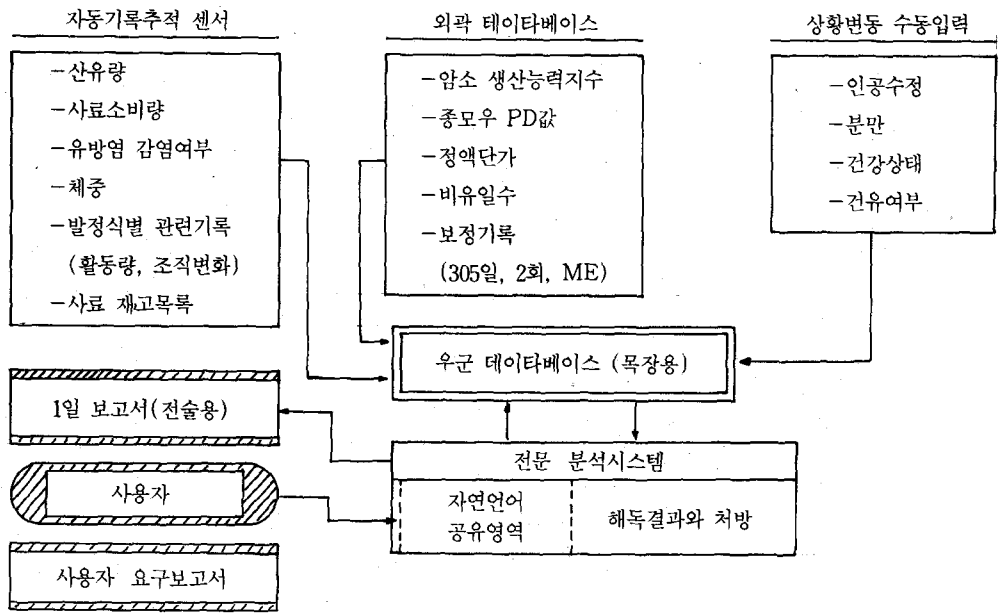 자동기록추적 센서
-산유량
-사료소비량
-유방염 감염여부
-체중
-발정식별 관련기록
(활동량, 조직변화)
-사료 재고목록
외곽 테이타베이스
-암소 생산능력지수
-종모우 PD값
-정액단가
-비유일수
-보정기록
(305일, 2회, ME)
상황변동 수동입력
-인공수정
-분만
-건강상태
-건유여부
우군 데이타베이스 (목장용)
1일 보고서(전술용)
전문 분석시스템
사용자
자연언어
공유영역
해독결과와 처방
사용자 요구보고서